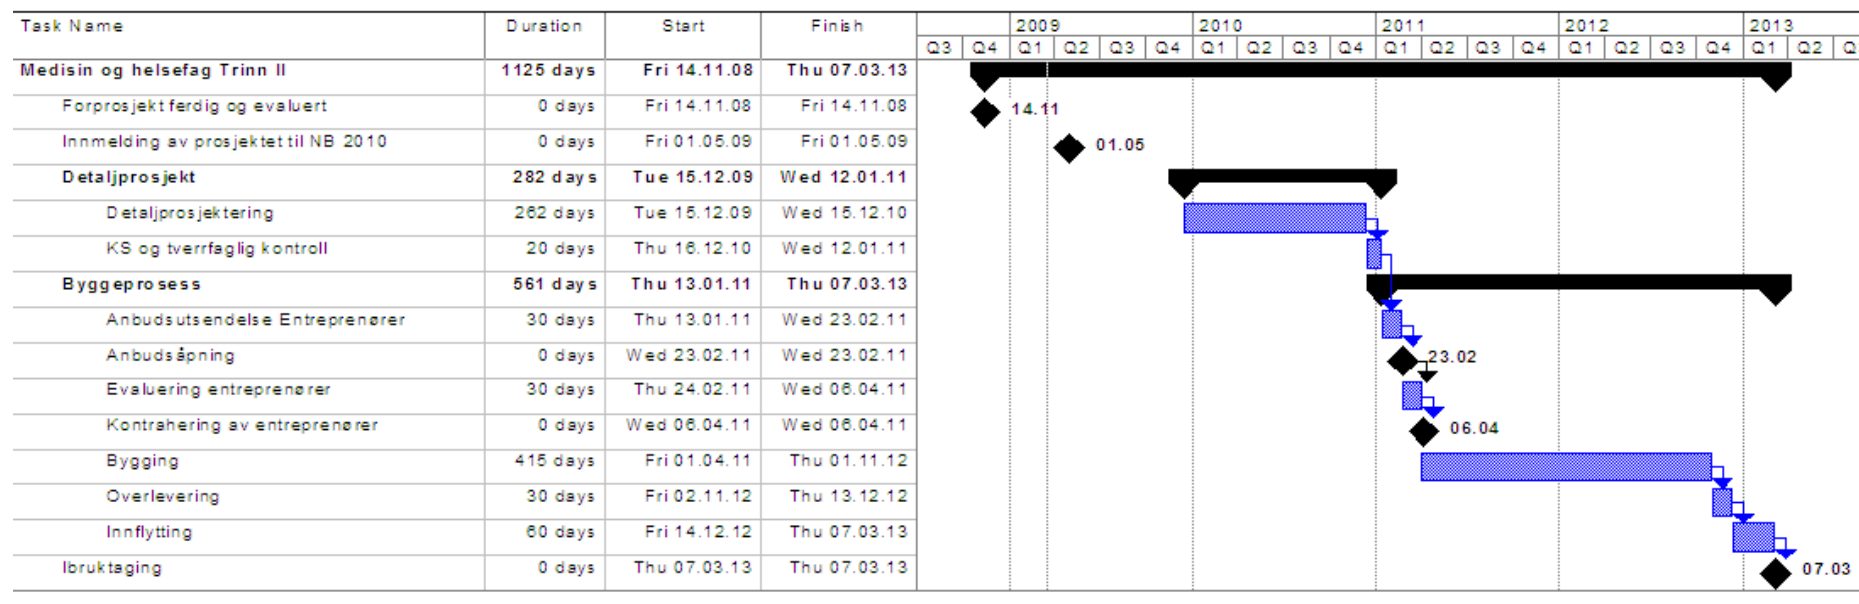 Task Name Duration Start Finish 2009 2010 2011 2012 2013
Q3 Q4 Q1 Q2 Q3 Q4 Q1 Q2 Q3 Q4 Q1 Q2 Q3 Q4 Q1 Q2 Q3 Q4 Q1 Q2 Q
Medisin og helsefag Trinn II 1125 days Fri 14.11.08 Thu 07.03.13
Forprosjekt ferdig og evaluert 0 days Fri 14.11.08 Fri 14.11.08 14.11
Innmelding av prosjektet til NB 2010 0 days Fri 01.05.09 Fri 01.05.09 01.05
Detaljprosjekt 282 days Tue 15.12.09 Wed 12.01.11
Detaljprosjektering 262 days Tue 15.12.09 Wed 15.12.10
KS og tverrfaglig kontroll 20 days Thu 16.12.10 Wed 12.01.11
Byggeprosess 561 days Thu 13.01.11 Thu 07.03.13
Anbudsutsendelse Entreprenører 30 days Thu 13.01.11 Wed 23.02.11
Anbudsåpning 0 days Wed 23.02.11 Wed 23.02.11 23.02
Evaluering entreprenører 30 days Thu 24.02.11 Wed 06.04.11
Kontrahering av entreprenører 0 days Wed 06.04.11 Wed 06.04.11 06.04
Bygging 415 days Fri 01.04.11 Thu 01.11.12
Overlevering 30 days Fri 02.11.12 Thu 13.12.12
Innflytting 60 days Fri 14.12.12 Thu 07.03.13
Ibruktaging 0 days Thu 07.03.13 Thu 07.03.13 07.03